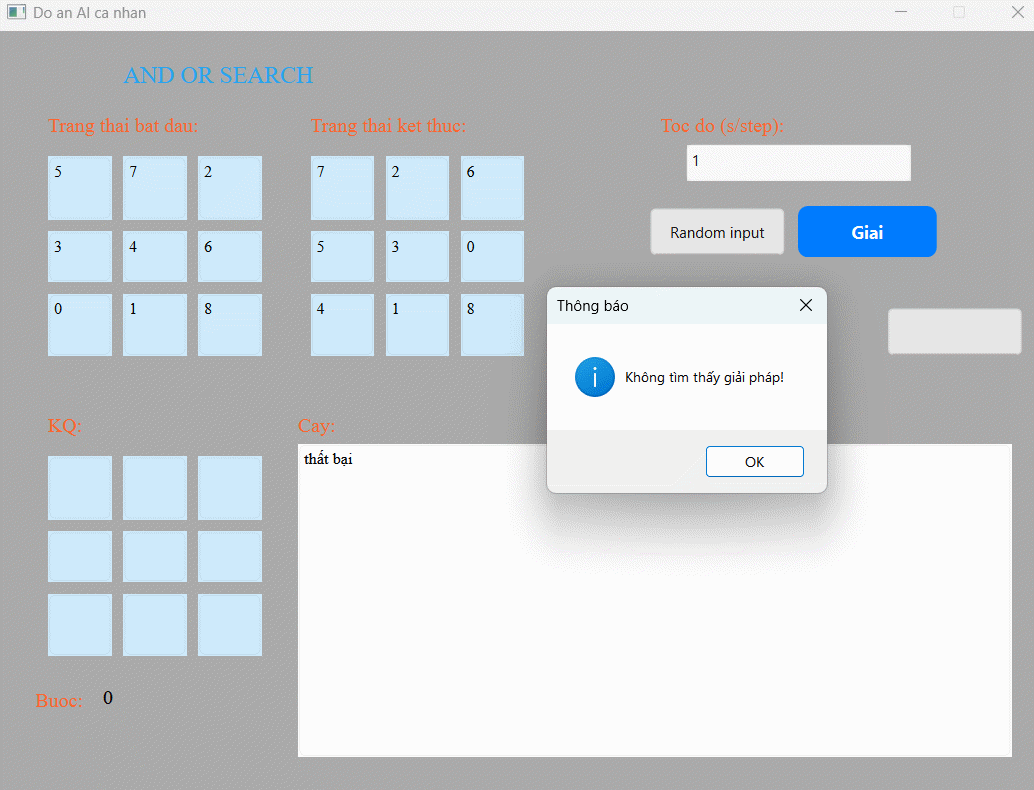 Do an AI ca nhan
AND OR SEARCH
Trang thai bat dau:
Trang thai ket thuc:
Toc do (s/step):
1
5 7 2
7 2 6
Random input
Giai
3 4 6
5 3 0
0 1 8
4 1 8
Thông báo
Không tìm thấy giải pháp!
OK
KQ:
Cay:
thất bại
Buoc: 0